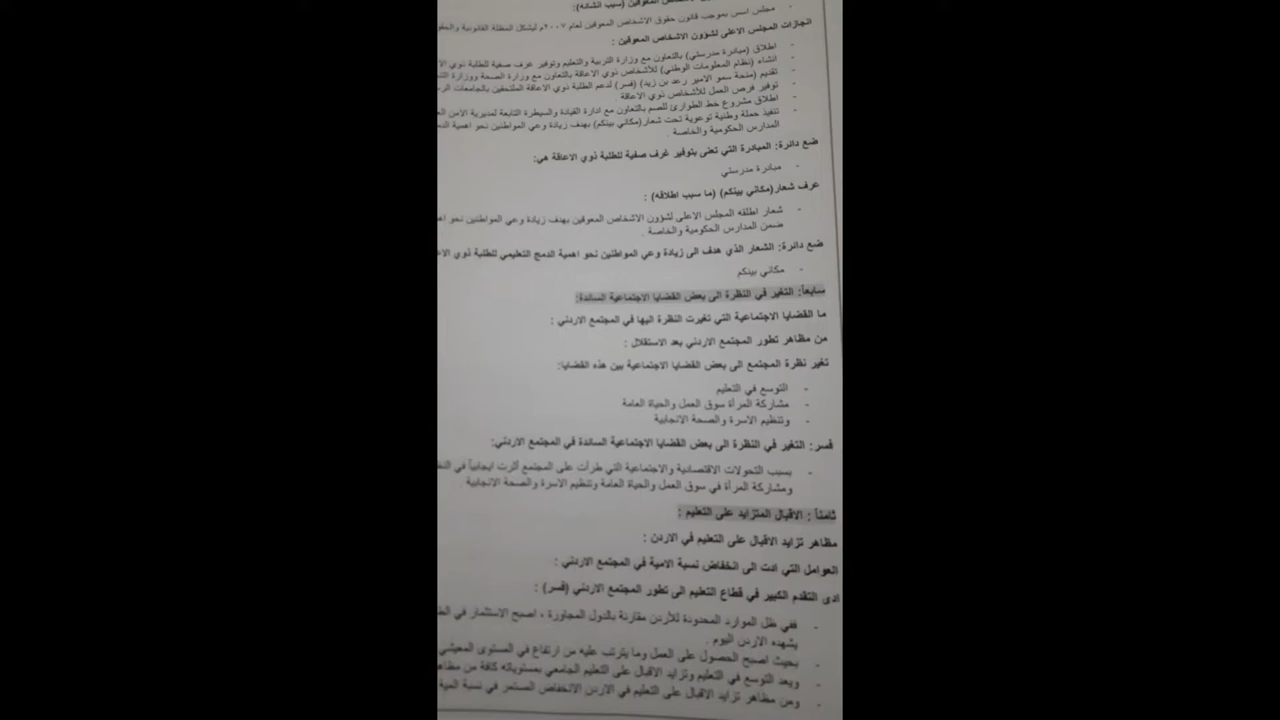 المعوقين (سبب انشائه):
- مجلس اسس بموجب قانون حقوق الاشخاص المعوقين لعام ٢٠٠٧م ليشكل المظلة القانونية
انجازات المجلس الاعلى لشؤون الاشخاص المعوقين :
- اطلاق (مبادرة مدرستي) بالتعاون مع وزارة التربية والتعليم وتوفير غرف صفية للطلبة ذوي
- انشاء (نظام المعلومات الوطني) للأشخاص ذوي الاعاقة بالتعاون مع وزارة الصحة ووزارة
- تقديم (منحة سمو الامير رعد بن زيد) (فسر) لدعم الطلبة ذوي الاعاقة الملتحقين بالجامعات
- توفير فرص العمل للأشخاص ذوي الاعاقة .
- اطلاق مشروع خط الطوارئ للصم بالتعاون مع ادارة القيادة والسيطرة التابعة لمديرية الامن
- تنفيذ حملة وطنية توعوية تحت شعار(مكاني بينكم) بهدف زيادة وعي المواطنين نحو اهمية
المدارس الحكومية والخاصة .
ضع دائرة: المبادرة التي تعنى بتوفير غرف صفية للطلبة ذوي الاعاقة هي:
- مبادرة مدرستي
عرف شعار(مكاني بينكم) (ما سبب اطلاقه) :
- شعار اطلقه المجلس الاعلى لشؤون الاشخاص المعوقين بهدف زيادة وعي المواطنين نحو
ضمن المدارس الحكومية والخاصة .
ضع دائرة: الشعار الذي هدف الى زيادة وعي المواطنين نحو اهمية الدمج التعليمي للطلبة ذوي
- مكاني بينكم
سابعاً: التغير في النظرة الى بعض القضايا الاجتماعية السائدة:
ما القضايا الاجتماعية التي تغيرت النظرة اليها في المجتمع الاردني :
من مظاهر تطور المجتمع الاردني بعد الاستقلال :
تغير نظرة المجتمع الى بعض القضايا الاجتماعية بين هذه القضايا:
- التوسع في التعليم
- مشاركة المرأة سوق العمل والحياة العامة
- وتنظيم الاسرة والصحة الانجابية
فسر: التغير في النظرة الى بعض القضايا الاجتماعية السائدة في المجتمع الاردني:
- بسبب التحولات الاقتصادية والاجتماعية التي طرأت على المجتمع أثرت ايجابياً في
ومشاركة المرأة في سوق العمل والحياة العامة وتنظيم الاسرة والصحة الانجابية .
ثامناً : الاقبال المتزايد على التعليم :
مظاهر تزايد الاقبال على التعليم في الاردن :
العوامل التي ادت الى انخفاض نسبة الامية في المجتمع الاردني :
ادى التقدم الكبير في قطاع التعليم الى تطور المجتمع الاردني (فسر) :
- ففي ظل الموارد المحدودة للأردن مقارنة بالدول المجاورة ، اصبح الاستثمار في
يشهده الاردن اليوم .
- بحيث اصبح الحصول على العمل وما يترتب عليه من ارتفاع في المستوى المعيشي
- ويعد التوسع في التعليم وتزايد الاقبال على التعليم الجامعي بمستوياته كافة من
- ومن مظاهر تزايد الاقبال على التعليم في الاردن الانخفاض المستمر في نسبة